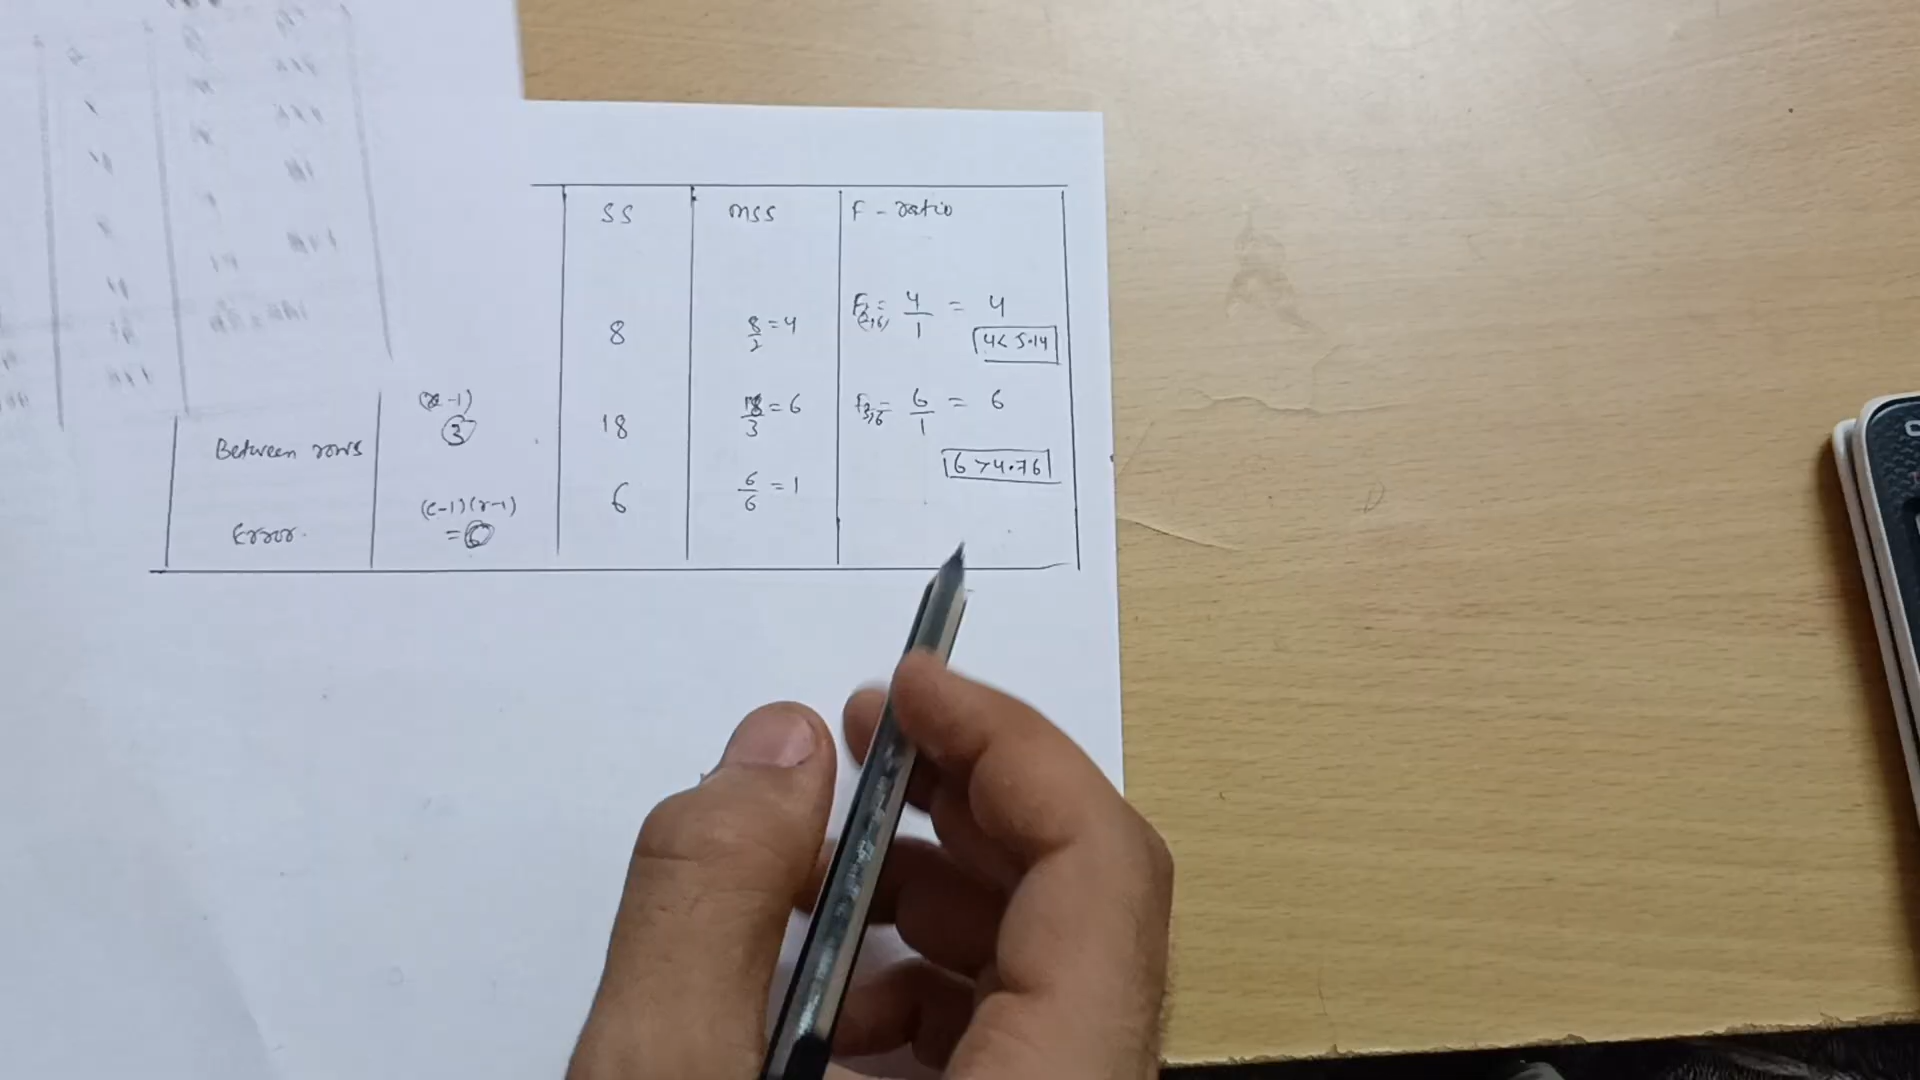 SS MSS F - ratio
8 8/2 = 4 F(2,6) = 4/1 = 4
4 < 5.14
Between rows (r-1) 3 18 18/3 = 6 F3,6 = 6/1 = 6
6 > 4.76
Error (c-1)(r-1) = 6 6 6/6 = 1